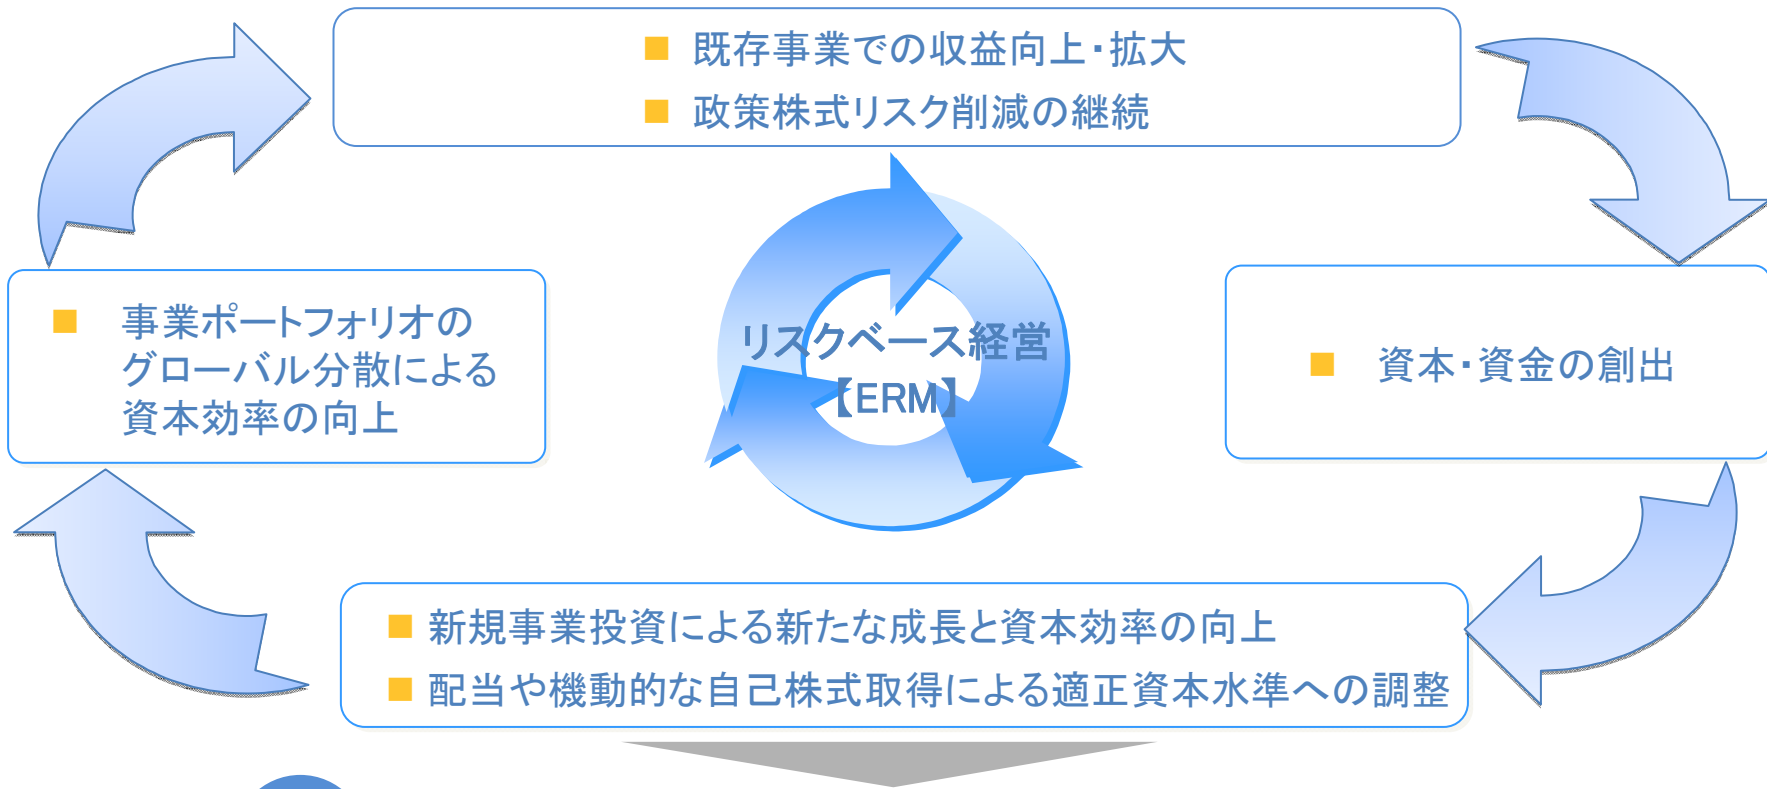 ■ 既存事業での収益向上・拡大
■ 政策株式リスク削減の継続
■ 事業ポートフォリオの
グローバル分散による
資本効率の向上
リスクベース経営
【ERM】
■ 資本・資金の創出
■ 新規事業投資による新たな成長と資本効率の向上
■ 配当や機動的な自己株式取得による適正資本水準への調整